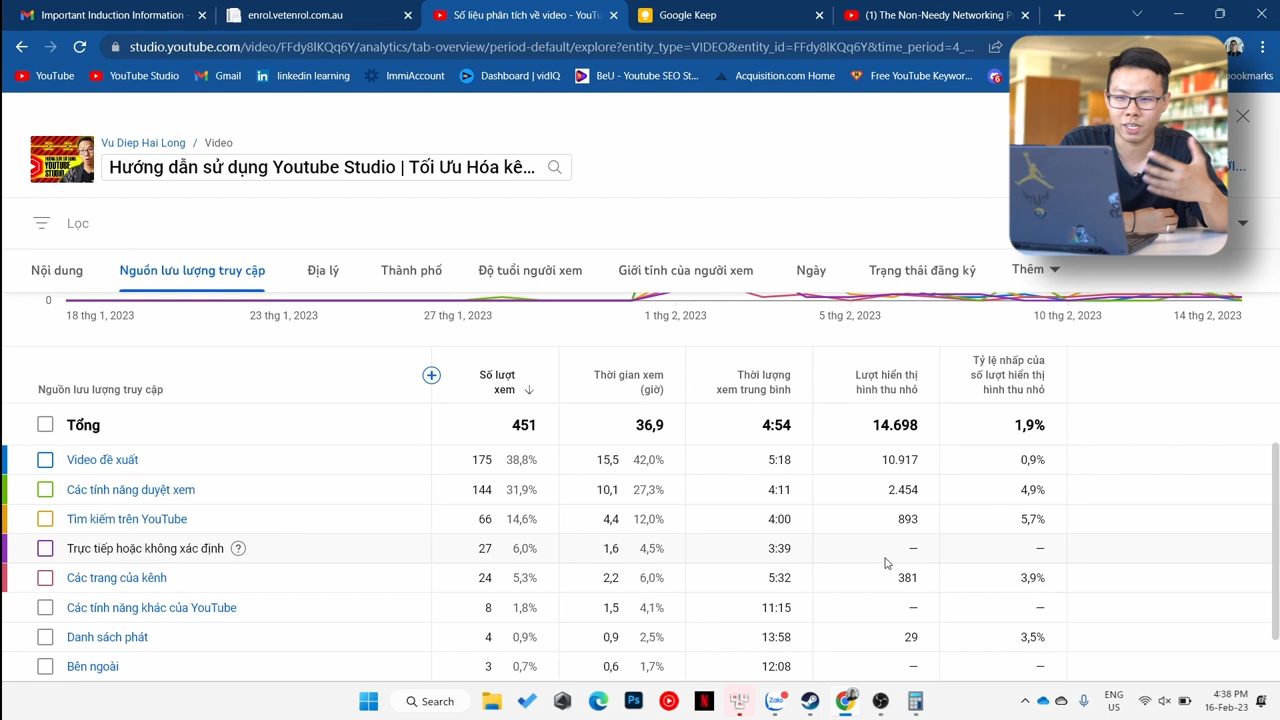 Important Induction Information
enrol.vetenrol.com.au
Số liệu phân tích về video - YouTu
Google Keep
(1) The Non-Needy Networking P
studio.youtube.com/video/FFdy8lKQq6Y/analytics/tab-overview/period-default/explore?entity_type=VIDEO&entity_id=FFdy8lKQq6Y&time_period=4_...
YouTube
YouTube Studio
Gmail
linkedin learning
ImmiAccount
Dashboard | vidIQ
BeU - Youtube SEO St...
Acquisition.com Home
Free YouTube Keywor...
bookmarks
Vu Diep Hai Long / Video
Hướng dẫn sử dụng Youtube Studio | Tối Ưu Hóa kê...
Lọc
Nội dung
Nguồn lưu lượng truy cập
Địa lý
Thành phố
Độ tuổi người xem
Giới tính của người xem
Ngày
Trạng thái đăng ký
Thêm
0
18 thg 1, 2023
23 thg 1, 2023
27 thg 1, 2023
1 thg 2, 2023
5 thg 2, 2023
10 thg 2, 2023
14 thg 2, 2023
Nguồn lưu lượng truy cập
Số lượt
xem
Thời gian xem
(giờ)
Thời lượng
xem trung bình
Lượt hiển thị
hình thu nhỏ
Tỷ lệ nhấp của
số lượt hiển thị
hình thu nhỏ
Tổng 451 36,9 4:54 14.698 1,9%
Video đề xuất 175 38,8% 15,5 42,0% 5:18 10.917 0,9%
Các tính năng duyệt xem 144 31,9% 10,1 27,3% 4:11 2.454 4,9%
Tìm kiếm trên YouTube 66 14,6% 4,4 12,0% 4:00 893 5,7%
Trực tiếp hoặc không xác định 27 6,0% 1,6 4,5% 3:39 — —
Các trang của kênh 24 5,3% 2,2 6,0% 5:32 381 3,9%
Các tính năng khác của YouTube 8 1,8% 1,5 4,1% 11:15 — —
Danh sách phát 4 0,9% 0,9 2,5% 13:58 29 3,5%
Bên ngoài 3 0,7% 0,6 1,7% 12:08 — —
Search
ENG
US
4:38 PM
16-Feb-23